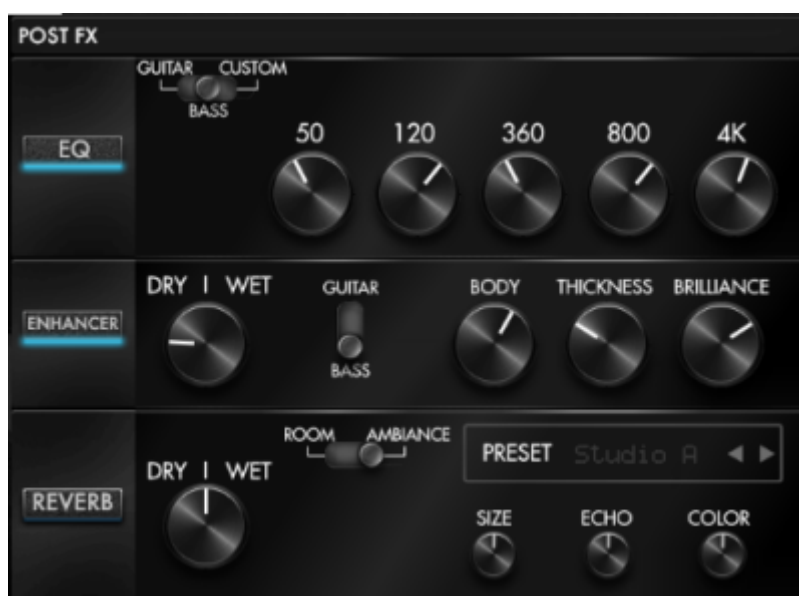 POST FX
GUITAR CUSTOM
BASS
EQ
50 120 360 800 4K
DRY | WET
GUITAR
BASS
ENHANCER
BODY THICKNESS BRILLIANCE
ROOM AMBIANCE
DRY | WET
REVERB
PRESET Studio A
SIZE ECHO COLOR